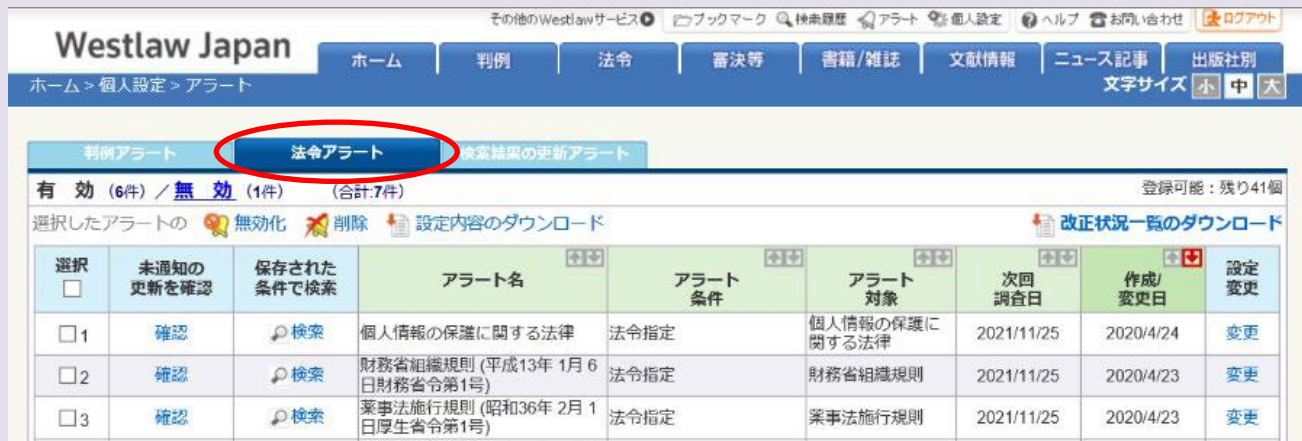 その他のWestlawサービス ブックマーク 検索履歴 アラート 個人設定 ヘルプ お問い合わせ ログアウト
Westlaw Japan
ホーム 判例 法令 審決等 書籍/雑誌 文献情報 ニュース記事 出版社別
ホーム > 個人設定 > アラート 文字サイズ 小 中 大
判例アラート 法令アラート 検索結果の更新アラート
有 効 (6件) / 無 効 (1件) (合計:7件) 登録可能：残り41個
選択したアラートの 無効化 削除 設定内容のダウンロード 改正状況一覧のダウンロード
選択 未通知の更新を確認 保存された条件で検索 アラート名 アラート条件 アラート対象 次回調査日 作成/変更日 設定変更
1 確認 検索 個人情報の保護に関する法律 法令指定 個人情報の保護に関する法律 2021/11/25 2020/4/24 変更
2 確認 検索 財務省組織規則 (平成13年 1月 6日財務省令第1号) 法令指定 財務省組織規則 2021/11/25 2020/4/23 変更
3 確認 検索 薬事法施行規則 (昭和36年 2月 1日厚生省令第1号) 法令指定 薬事法施行規則 2021/11/25 2020/4/23 変更